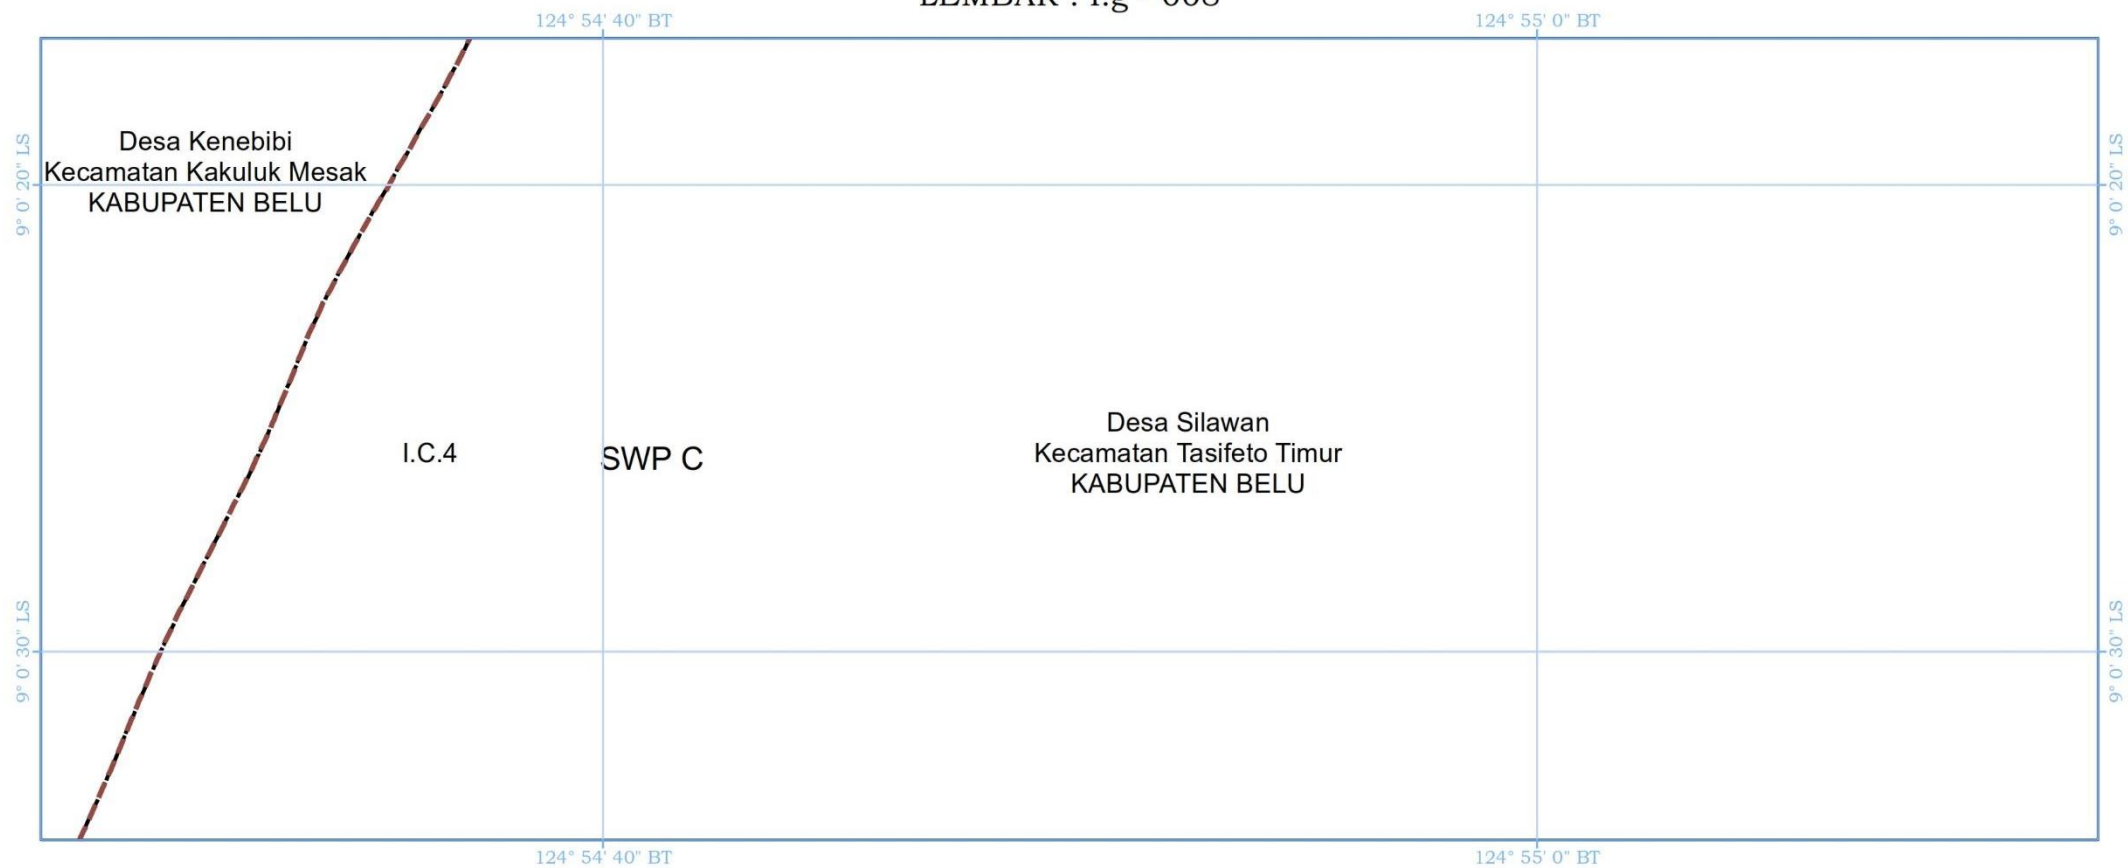 124° 54' 40" BT
124° 55' 0" BT
9° 0' 20" LS
Desa Kenebibi
Kecamatan Kakuluk Mesak
KABUPATEN BELU
9° 0' 20" LS
I.C.4
SWP C
Desa Silawan
Kecamatan Tasifeto Timur
KABUPATEN BELU
9° 0' 30" LS
9° 0' 30" LS
124° 54' 40" BT
124° 55' 0" BT